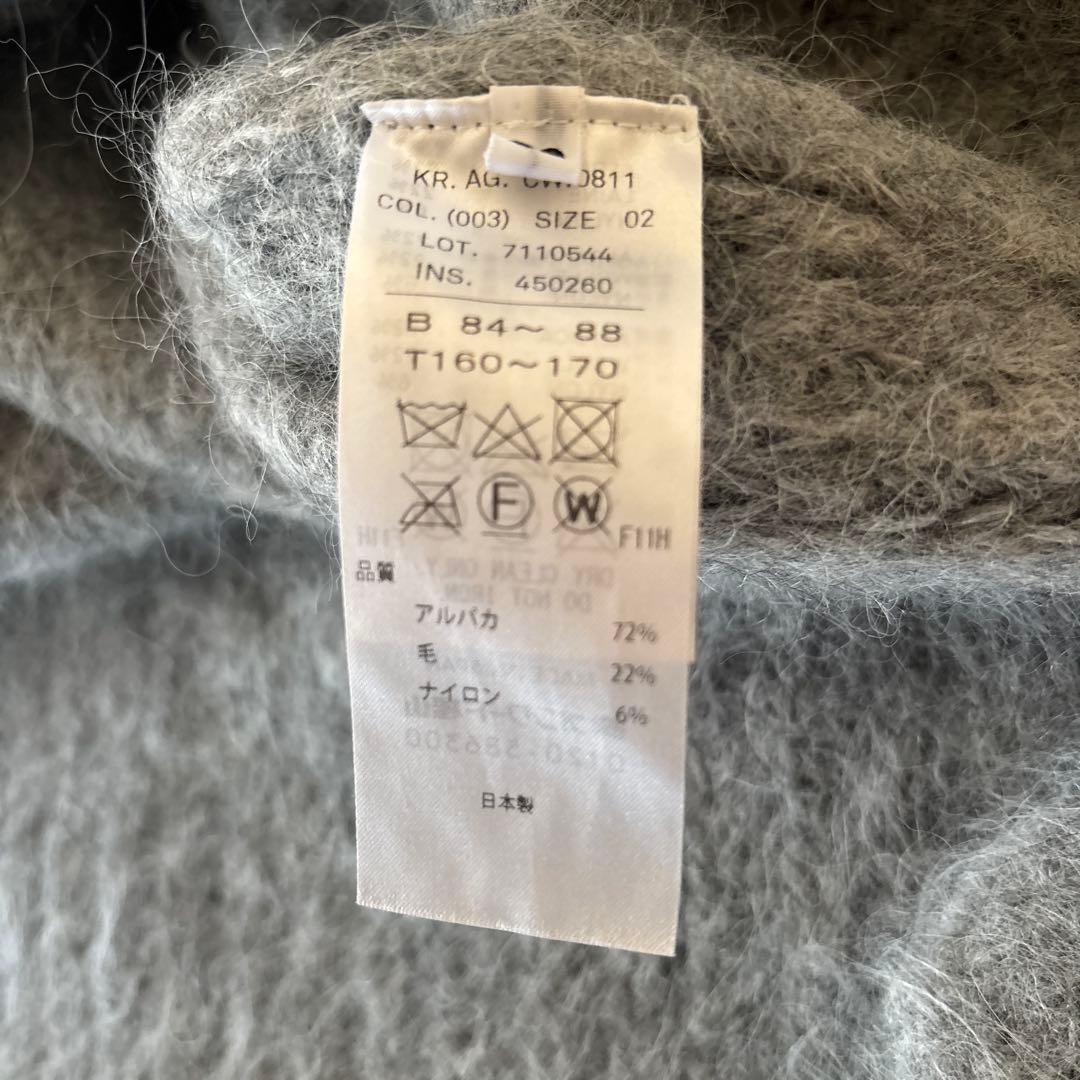 KR. AG. CW.0811
COL. (003) SIZE 02
LOT. 7110544
INS. 450260
B 84～ 88
T160～170
F W
F11H
品質
アルパカ 72%
毛 22%
ナイロン 6%
日本製